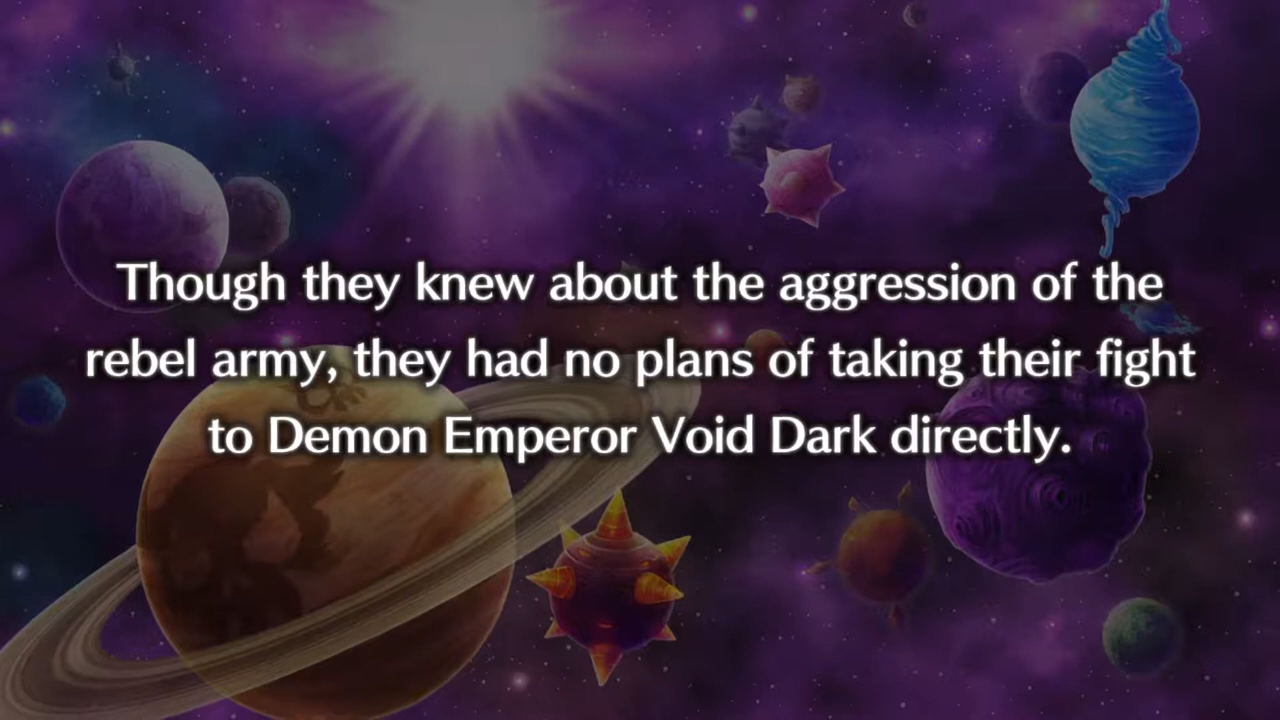 Though they knew about the aggression of the
rebel army, they had no plans of taking their fight
to Demon Emperor Void Dark directly.